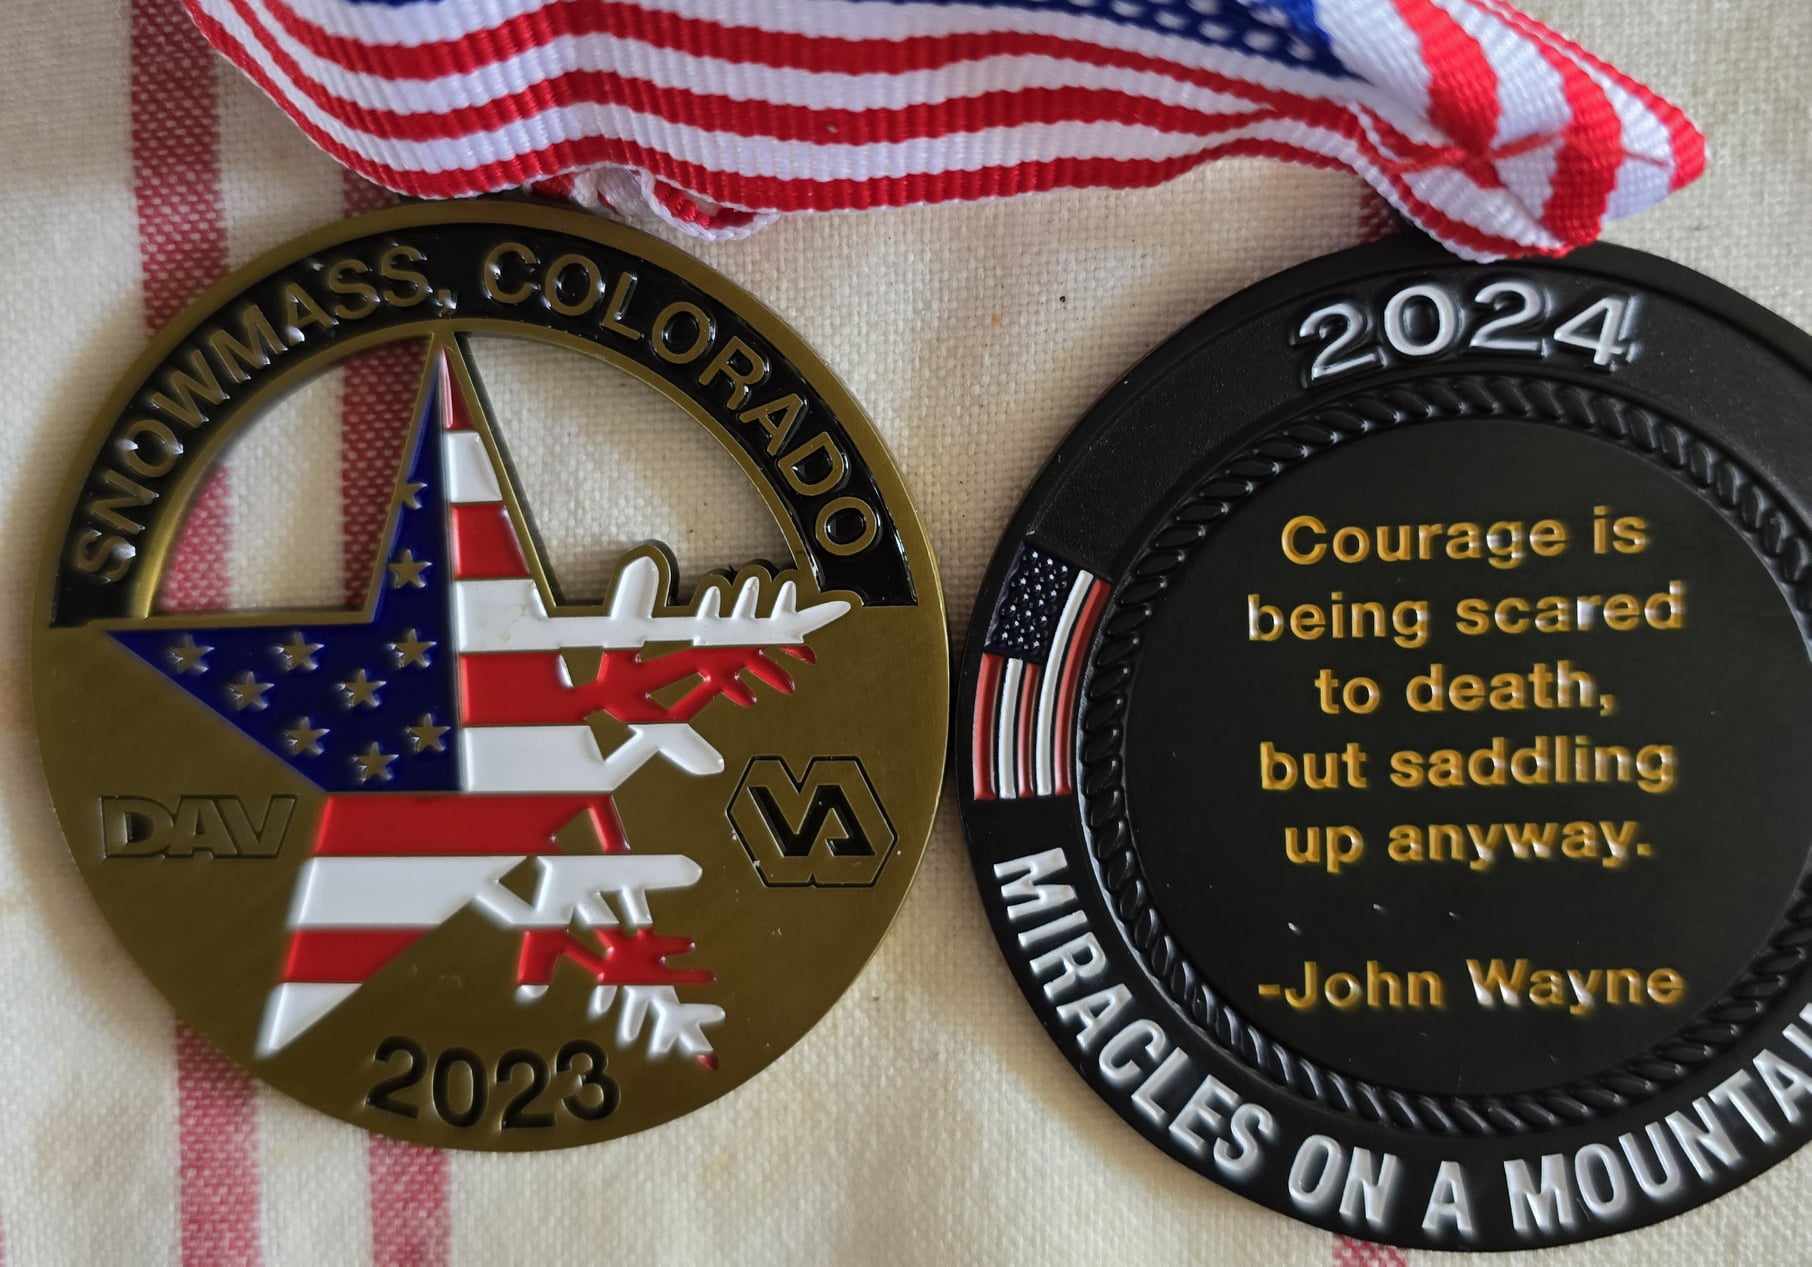 SNOWMASS, COLORADO
DAV
VA
2023
2024
Courage is
being scared
to death,
but saddling
up anyway.
-John Wayne
MIRACLES ON A